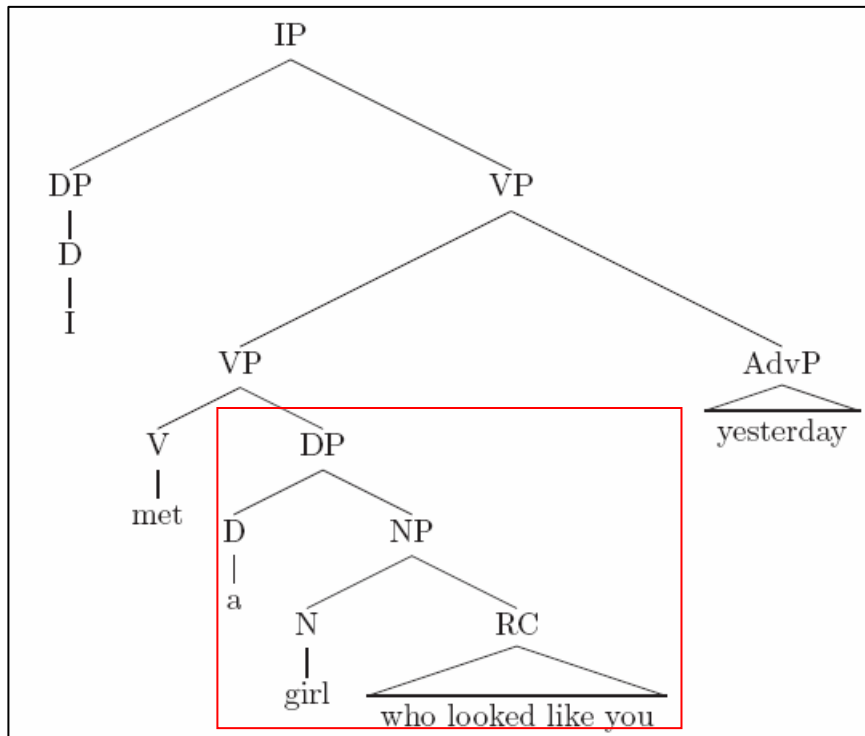 IP
DP VP
D
I
VP AdvP
yesterday
V DP
met
D NP
a
N RC
girl
who looked like you